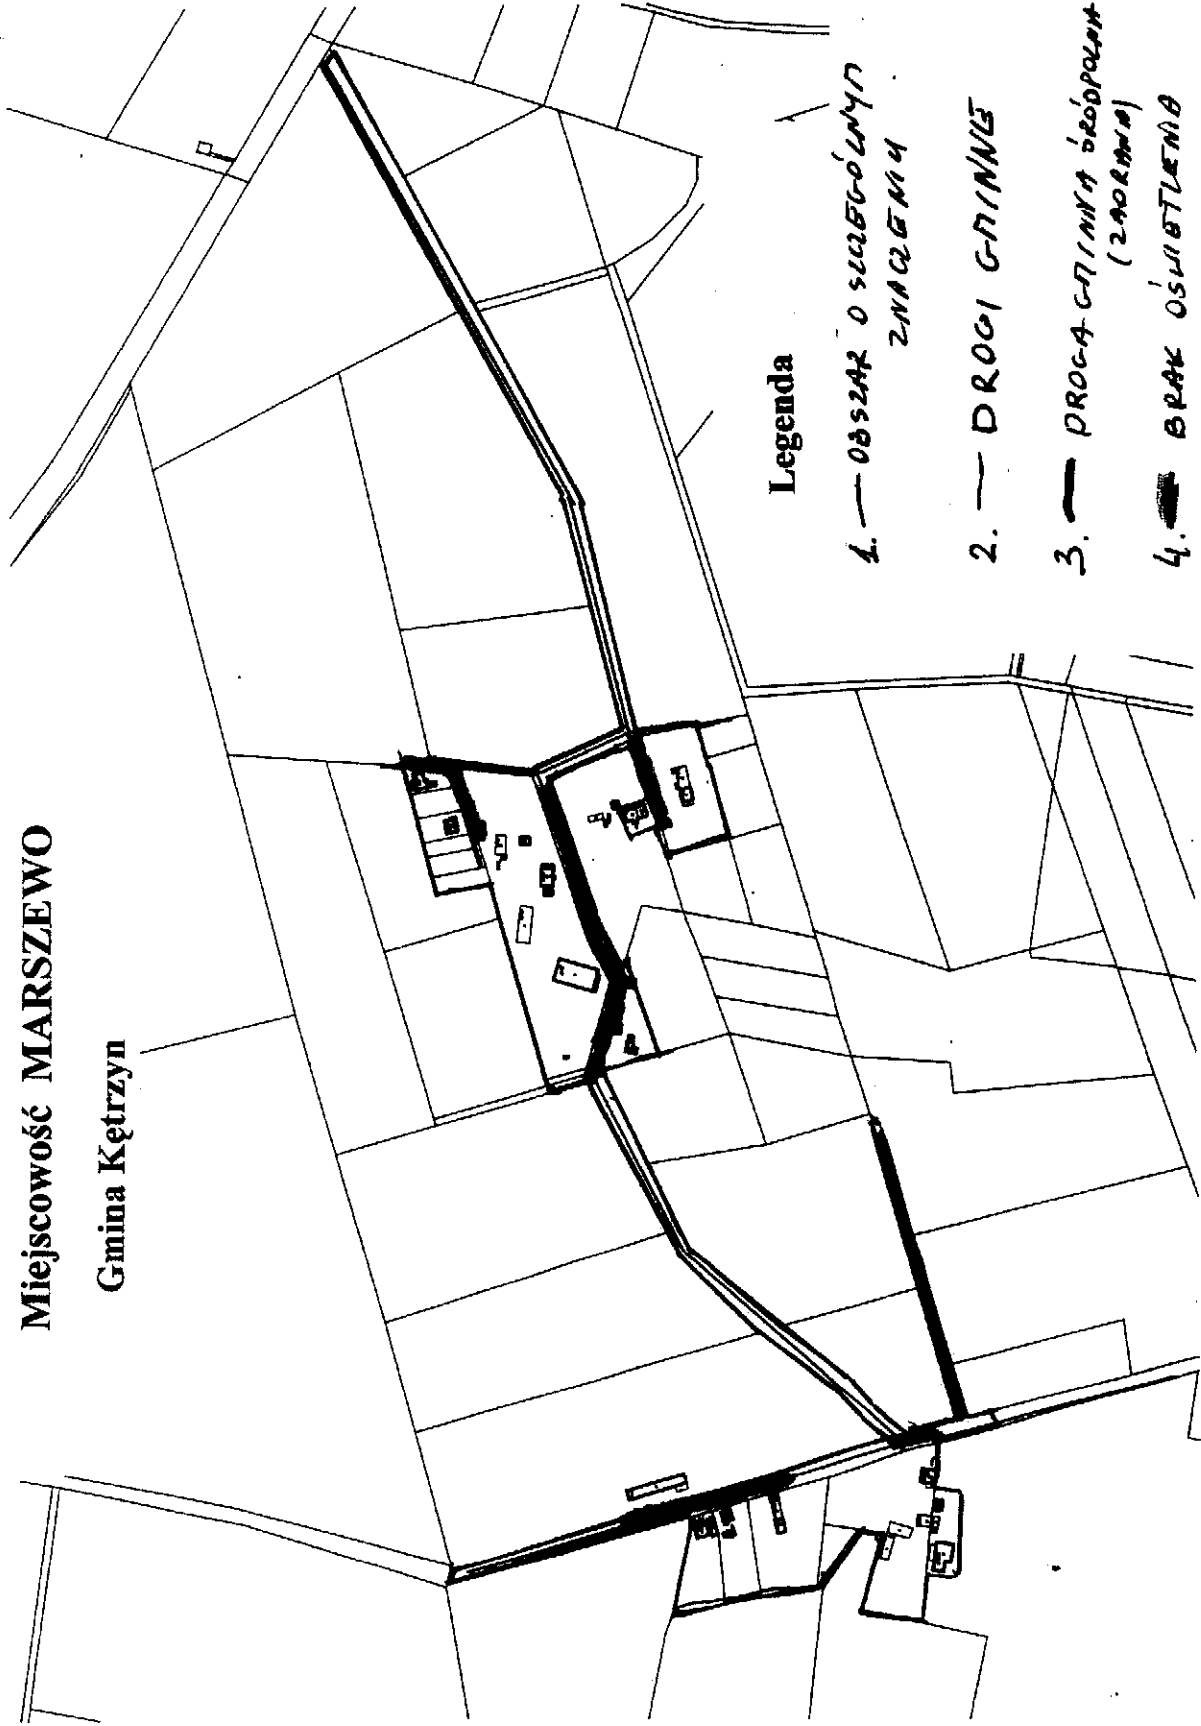 Miejscowość MARSZEWO
Gmina Kętrzyn
Legenda
1. — OBSZAR O SZCZEGÓLNYM
ZNACZENIU
2. — DROGI GMINNE
3. — DROGA GMINNA ŚRÓDPOLNA
(ZAORANA)
4. BRAK OŚWIETLENIA